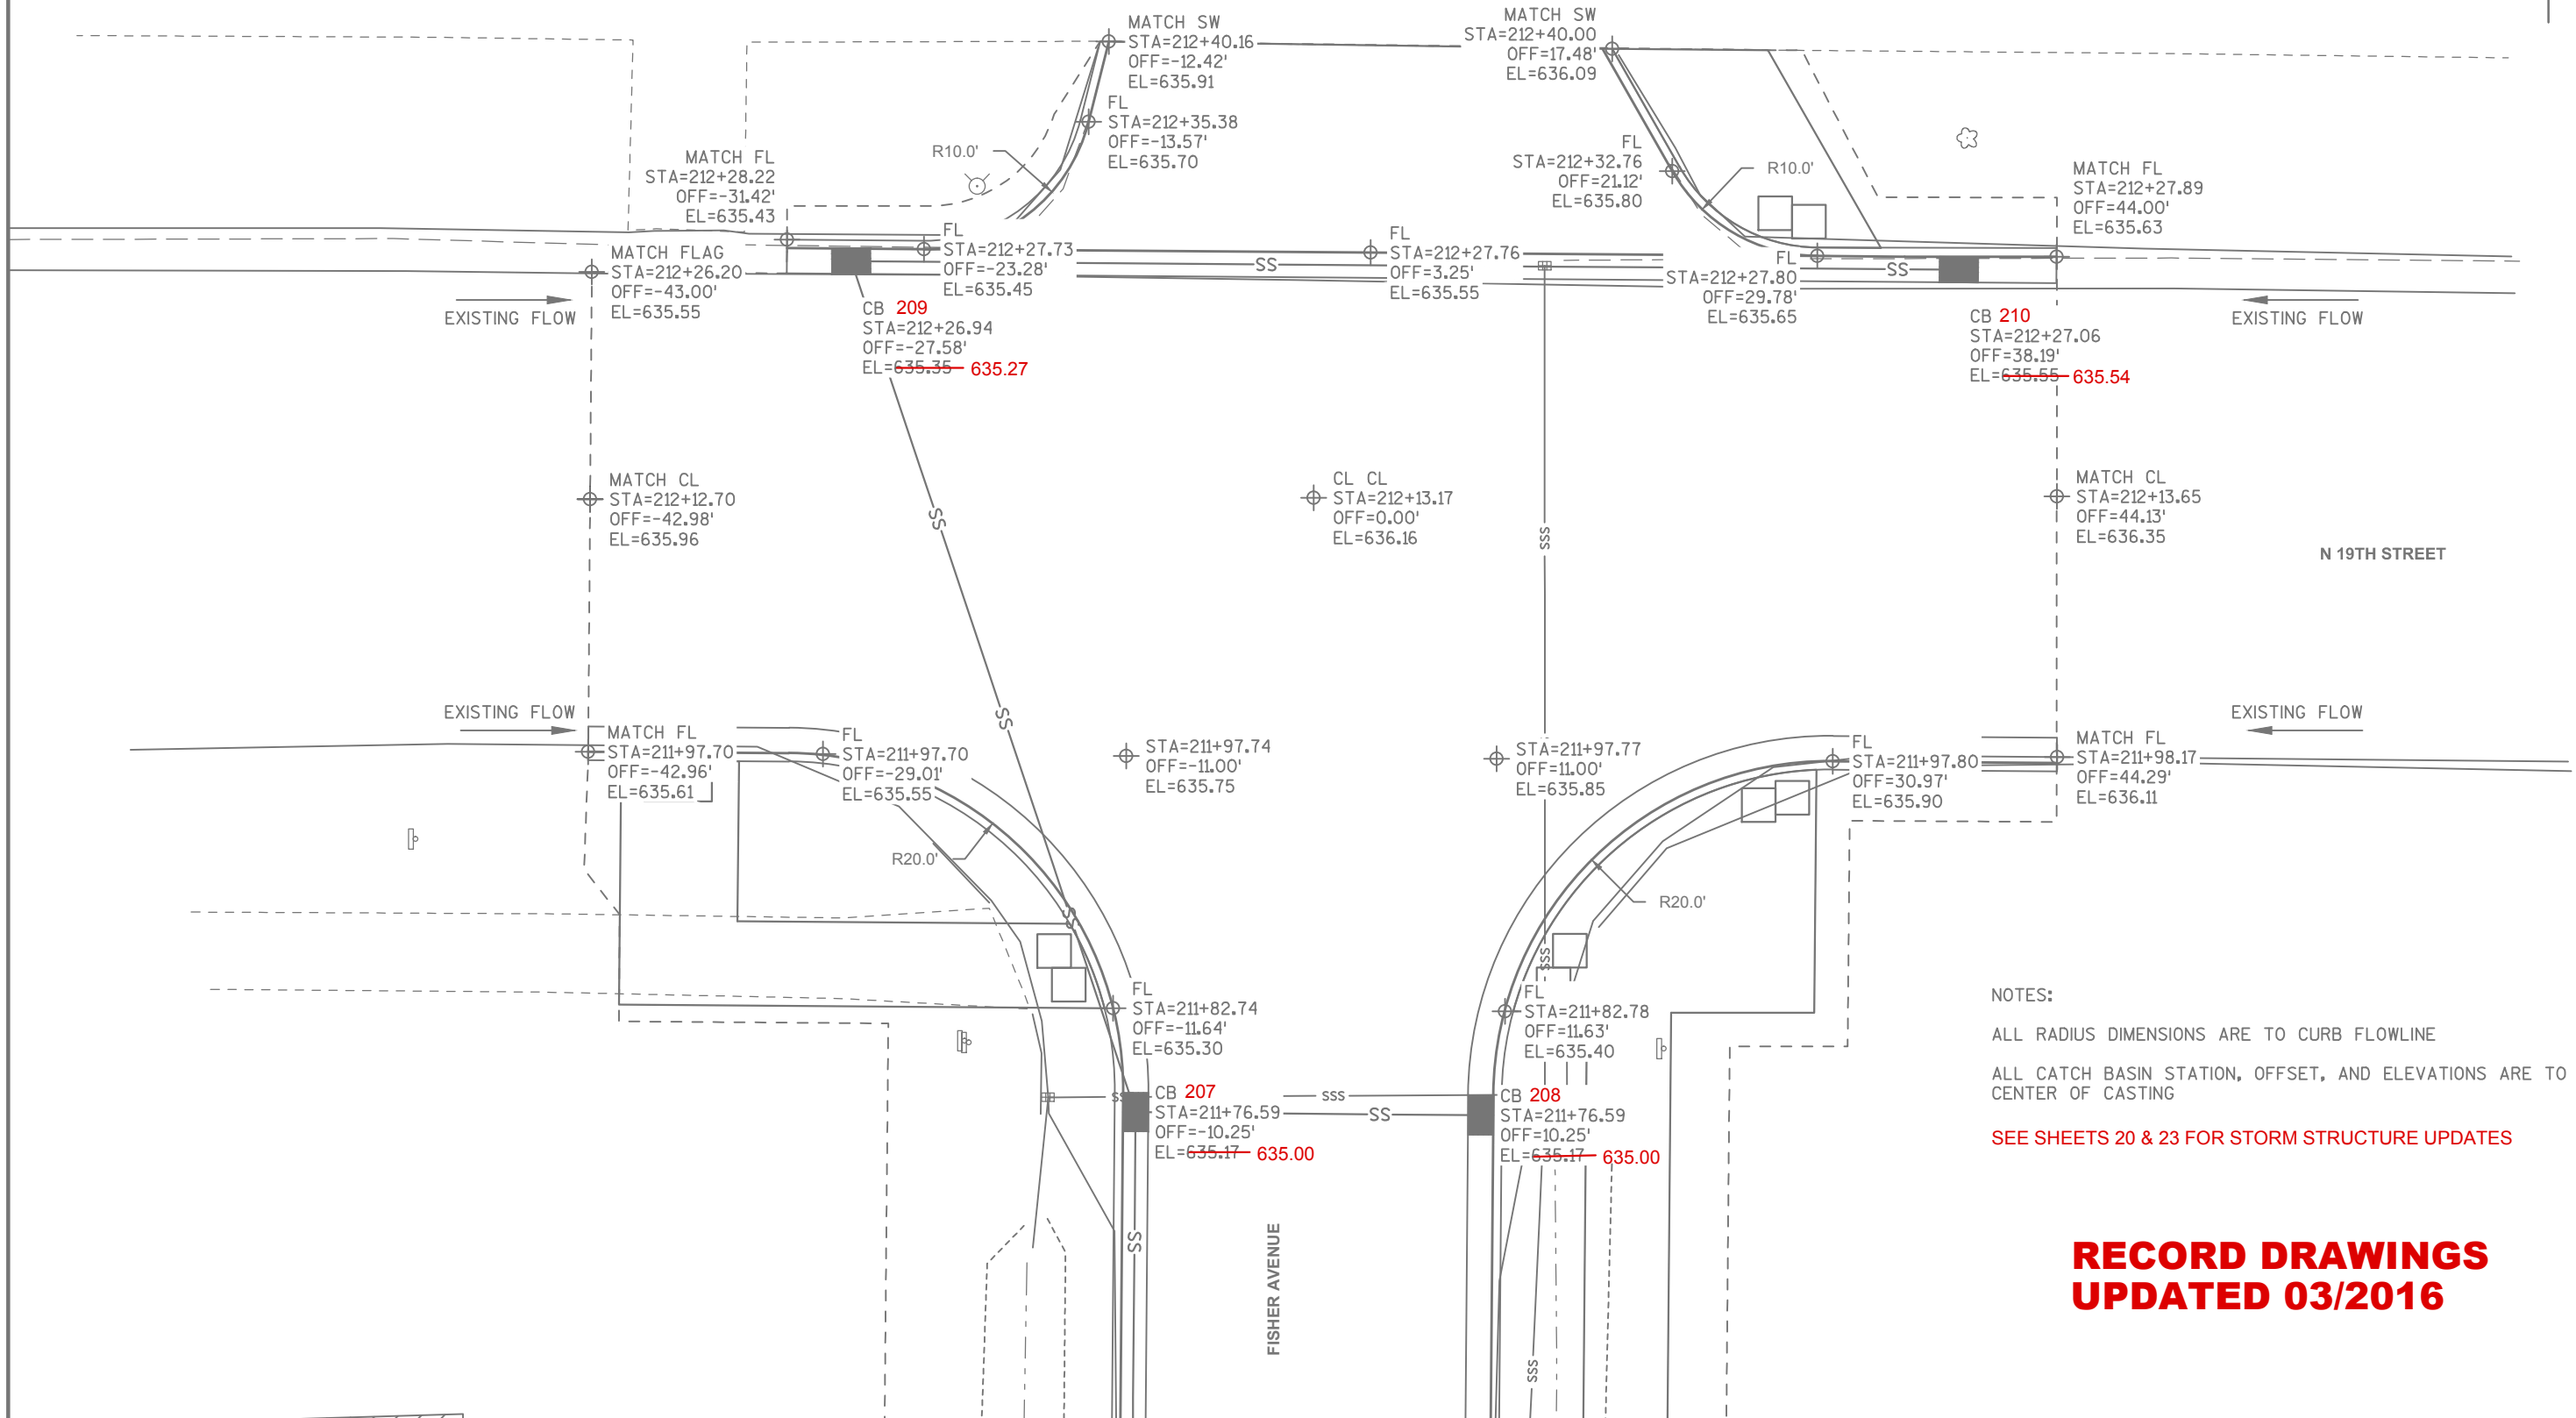 MATCH SW
STA=212+40.16
OFF=-12.42'
EL=635.91
MATCH SW
STA=212+40.00
OFF=17.48'
EL=636.09
FL
STA=212+35.38
OFF=-13.57'
EL=635.70
R10.0'
MATCH FL
STA=212+28.22
OFF=-31.42'
EL=635.43
FL
STA=212+32.76
OFF=21.12'
EL=635.80
R10.0'
MATCH FL
STA=212+27.89
OFF=44.00'
EL=635.63
MATCH FLAG
STA=212+26.20
OFF=-43.00'
EL=635.55
FL
STA=212+27.73
OFF=-23.28'
EL=635.45
SS
FL
STA=212+27.76
OFF=3.25'
EL=635.55
FL
STA=212+27.80
OFF=29.78'
EL=635.65
SS
EXISTING FLOW
EXISTING FLOW
CB 209
STA=212+26.94
OFF=-27.58'
EL=635.35 635.27
CB 210
STA=212+27.06
OFF=38.19'
EL=635.55 635.54
MATCH CL
STA=212+12.70
OFF=-42.98'
EL=635.96
SS
CL CL
STA=212+13.17
OFF=0.00'
EL=636.16
SSS
MATCH CL
STA=212+13.65
OFF=44.13'
EL=636.35
N 19TH STREET
EXISTING FLOW
SS
EXISTING FLOW
MATCH FL
STA=211+97.70
OFF=-42.96'
EL=635.61
FL
STA=211+97.70
OFF=-29.01'
EL=635.55
STA=211+97.74
OFF=-11.00'
EL=635.75
STA=211+97.77
OFF=11.00'
EL=635.85
FL
STA=211+97.80
OFF=30.97'
EL=635.90
MATCH FL
STA=211+98.17
OFF=44.29'
EL=636.11
R20.0'
R20.0'
SS
SSS
FL
STA=211+82.74
OFF=-11.64'
EL=635.30
FL
STA=211+82.78
OFF=11.63'
EL=635.40
NOTES:
ALL RADIUS DIMENSIONS ARE TO CURB FLOWLINE
ALL CATCH BASIN STATION, OFFSET, AND ELEVATIONS ARE TO
CENTER OF CASTING
SEE SHEETS 20 & 23 FOR STORM STRUCTURE UPDATES
CB 207
STA=211+76.59
OFF=-10.25'
EL=635.17 635.00
SSS
SS
CB 208
STA=211+76.59
OFF=10.25'
EL=635.17 635.00
SS
FISHER AVENUE
SSS
RECORD DRAWINGS
UPDATED 03/2016